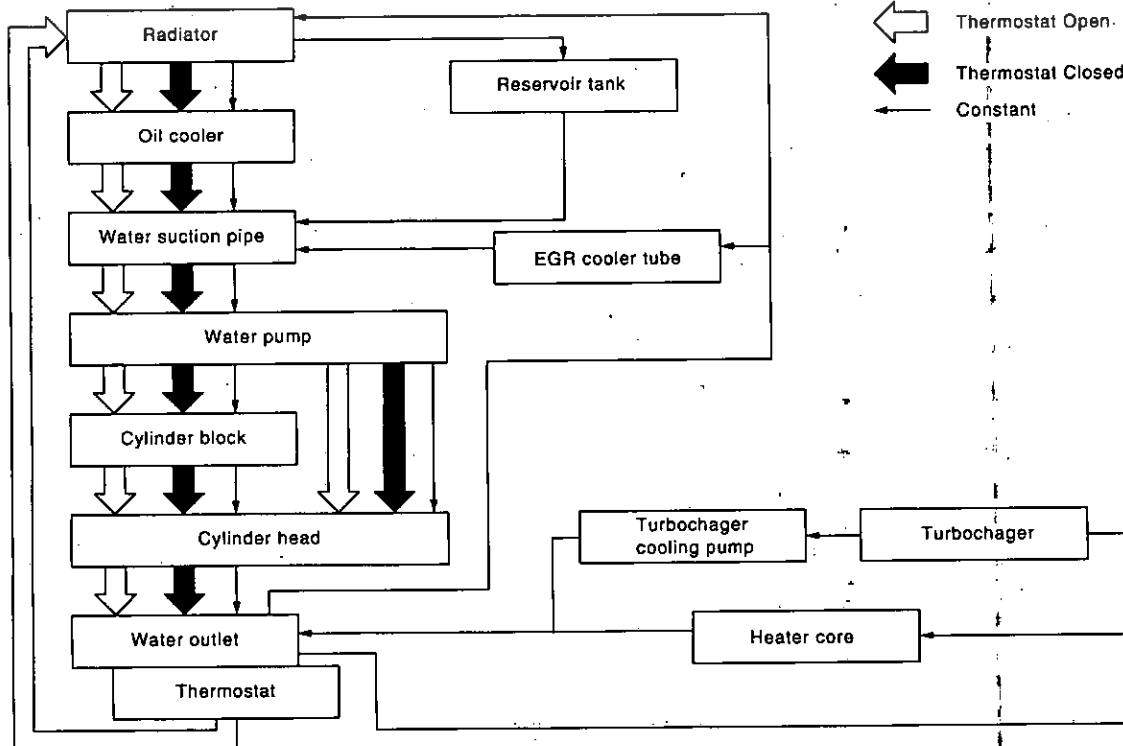 Radiator
Thermostat Open
Reservoir tank
Thermostat Closed
Constant
Oil cooler
Water suction pipe
EGR cooler tube
Water pump
Cylinder block
Cylinder head
Turbochager
cooling pump
Turbochager
Water outlet
Heater core
Thermostat